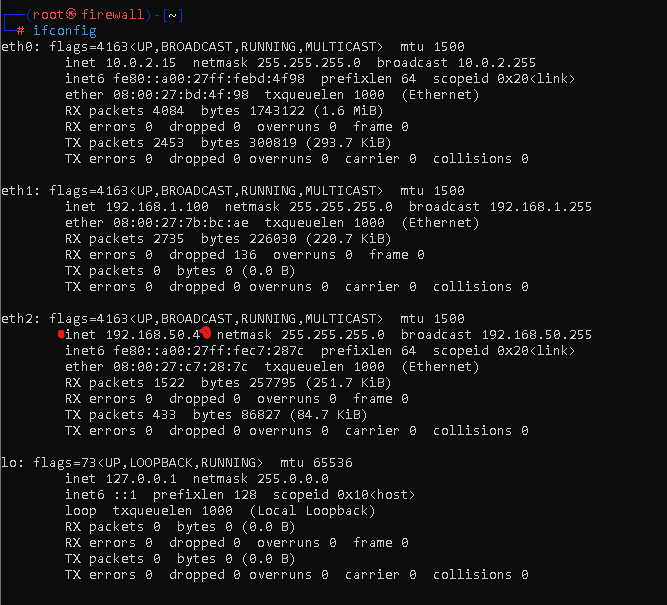 ┌──(root㉿firewall)-[~]
└─# ifconfig
eth0: flags=4163<UP,BROADCAST,RUNNING,MULTICAST>  mtu 1500
        inet 10.0.2.15  netmask 255.255.255.0  broadcast 10.0.2.255
        inet6 fe80::a00:27ff:febd:4f98  prefixlen 64  scopeid 0x20<link>
        ether 08:00:27:bd:4f:98  txqueuelen 1000  (Ethernet)
        RX packets 4084  bytes 1743122 (1.6 MiB)
        RX errors 0  dropped 0  overruns 0  frame 0
        TX packets 2453  bytes 300819 (293.7 KiB)
        TX errors 0  dropped 0 overruns 0  carrier 0  collisions 0
eth1: flags=4163<UP,BROADCAST,RUNNING,MULTICAST>  mtu 1500
        inet 192.168.1.100  netmask 255.255.255.0  broadcast 192.168.1.255
        ether 08:00:27:7b:bc:ae  txqueuelen 1000  (Ethernet)
        RX packets 2735  bytes 226030 (220.7 KiB)
        RX errors 0  dropped 136  overruns 0  frame 0
        TX packets 0  bytes 0 (0.0 B)
        TX errors 0  dropped 0 overruns 0  carrier 0  collisions 0
eth2: flags=4163<UP,BROADCAST,RUNNING,MULTICAST>  mtu 1500
        inet 192.168.50.4  netmask 255.255.255.0  broadcast 192.168.50.255
        inet6 fe80::a00:27ff:fec7:287c  prefixlen 64  scopeid 0x20<link>
        ether 08:00:27:c7:28:7c  txqueuelen 1000  (Ethernet)
        RX packets 1522  bytes 257795 (251.7 KiB)
        RX errors 0  dropped 0  overruns 0  frame 0
        TX packets 433  bytes 86827 (84.7 KiB)
        TX errors 0  dropped 0 overruns 0  carrier 0  collisions 0
lo: flags=73<UP,LOOPBACK,RUNNING>  mtu 65536
        inet 127.0.0.1  netmask 255.0.0.0
        inet6 ::1  prefixlen 128  scopeid 0x10<host>
        loop  txqueuelen 1000  (Local Loopback)
        RX packets 0  bytes 0 (0.0 B)
        RX errors 0  dropped 0  overruns 0  frame 0
        TX packets 0  bytes 0 (0.0 B)
        TX errors 0  dropped 0 overruns 0  carrier 0  collisions 0